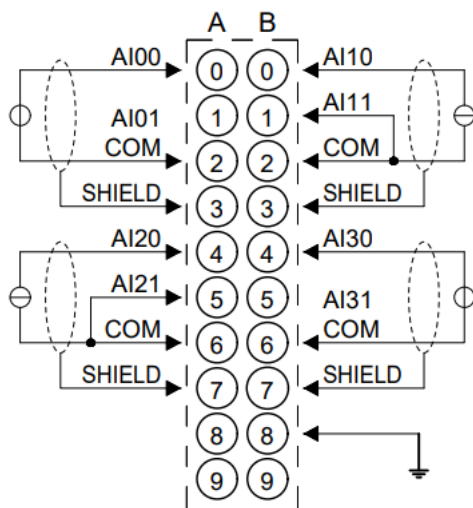 A B
AI00 0 0 AI10
AI01 1 1 AI11
COM 2 2 COM
SHIELD 3 3 SHIELD
AI20 4 4 AI30
AI21 5 5 AI31
COM 6 6 COM
SHIELD 7 7 SHIELD
8 8
9 9